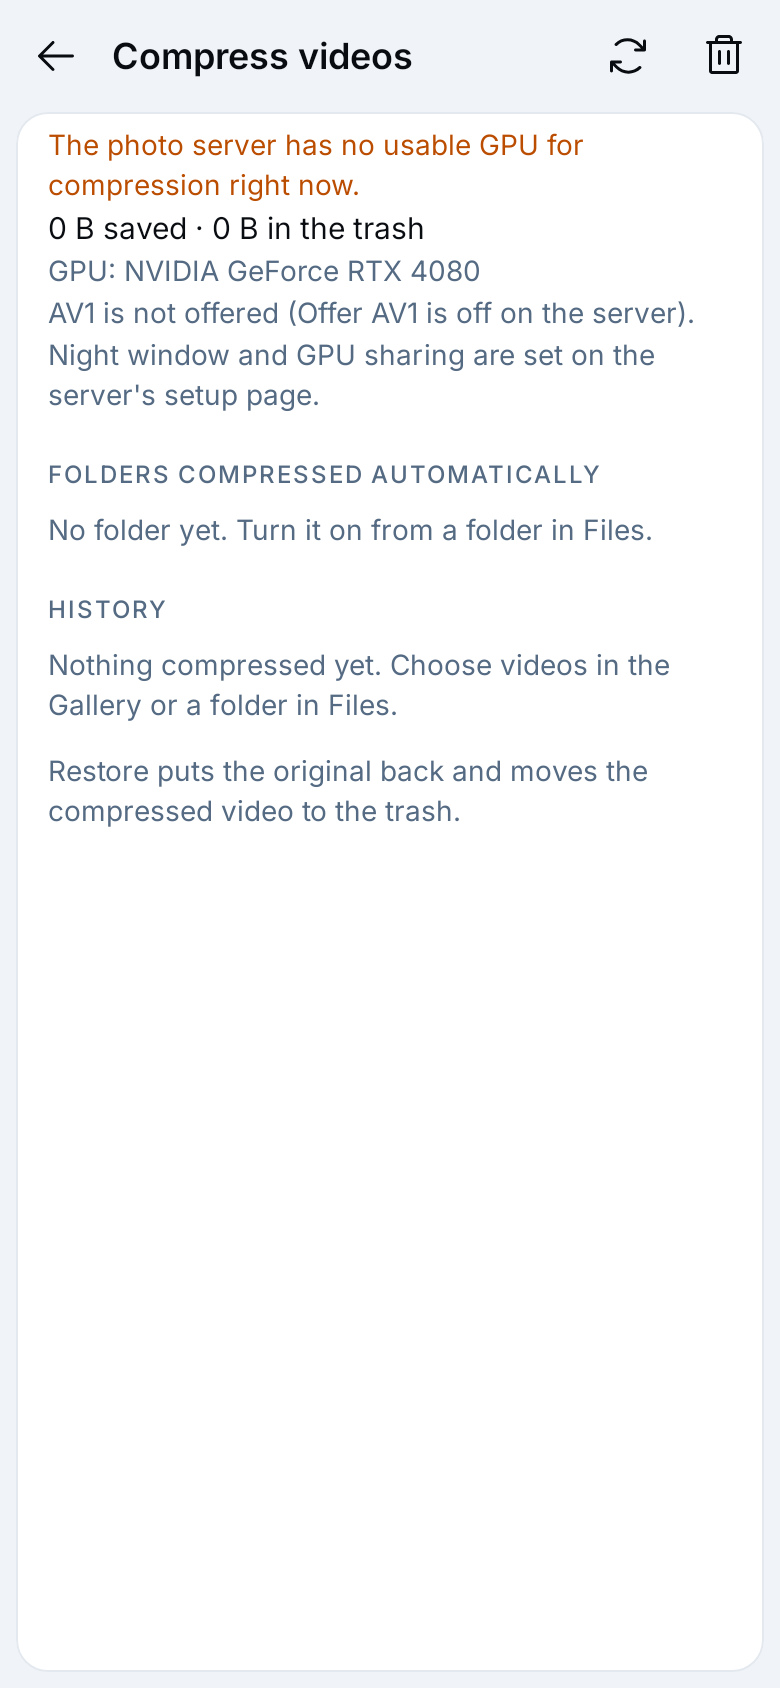 Compress videos
The photo server has no usable GPU for
compression right now.
0 B saved · 0 B in the trash
GPU: NVIDIA GeForce RTX 4080
AV1 is not offered (Offer AV1 is off on the server).
Night window and GPU sharing are set on the
server's setup page.
FOLDERS COMPRESSED AUTOMATICALLY
No folder yet. Turn it on from a folder in Files.
HISTORY
Nothing compressed yet. Choose videos in the
Gallery or a folder in Files.
Restore puts the original back and moves the
compressed video to the trash.